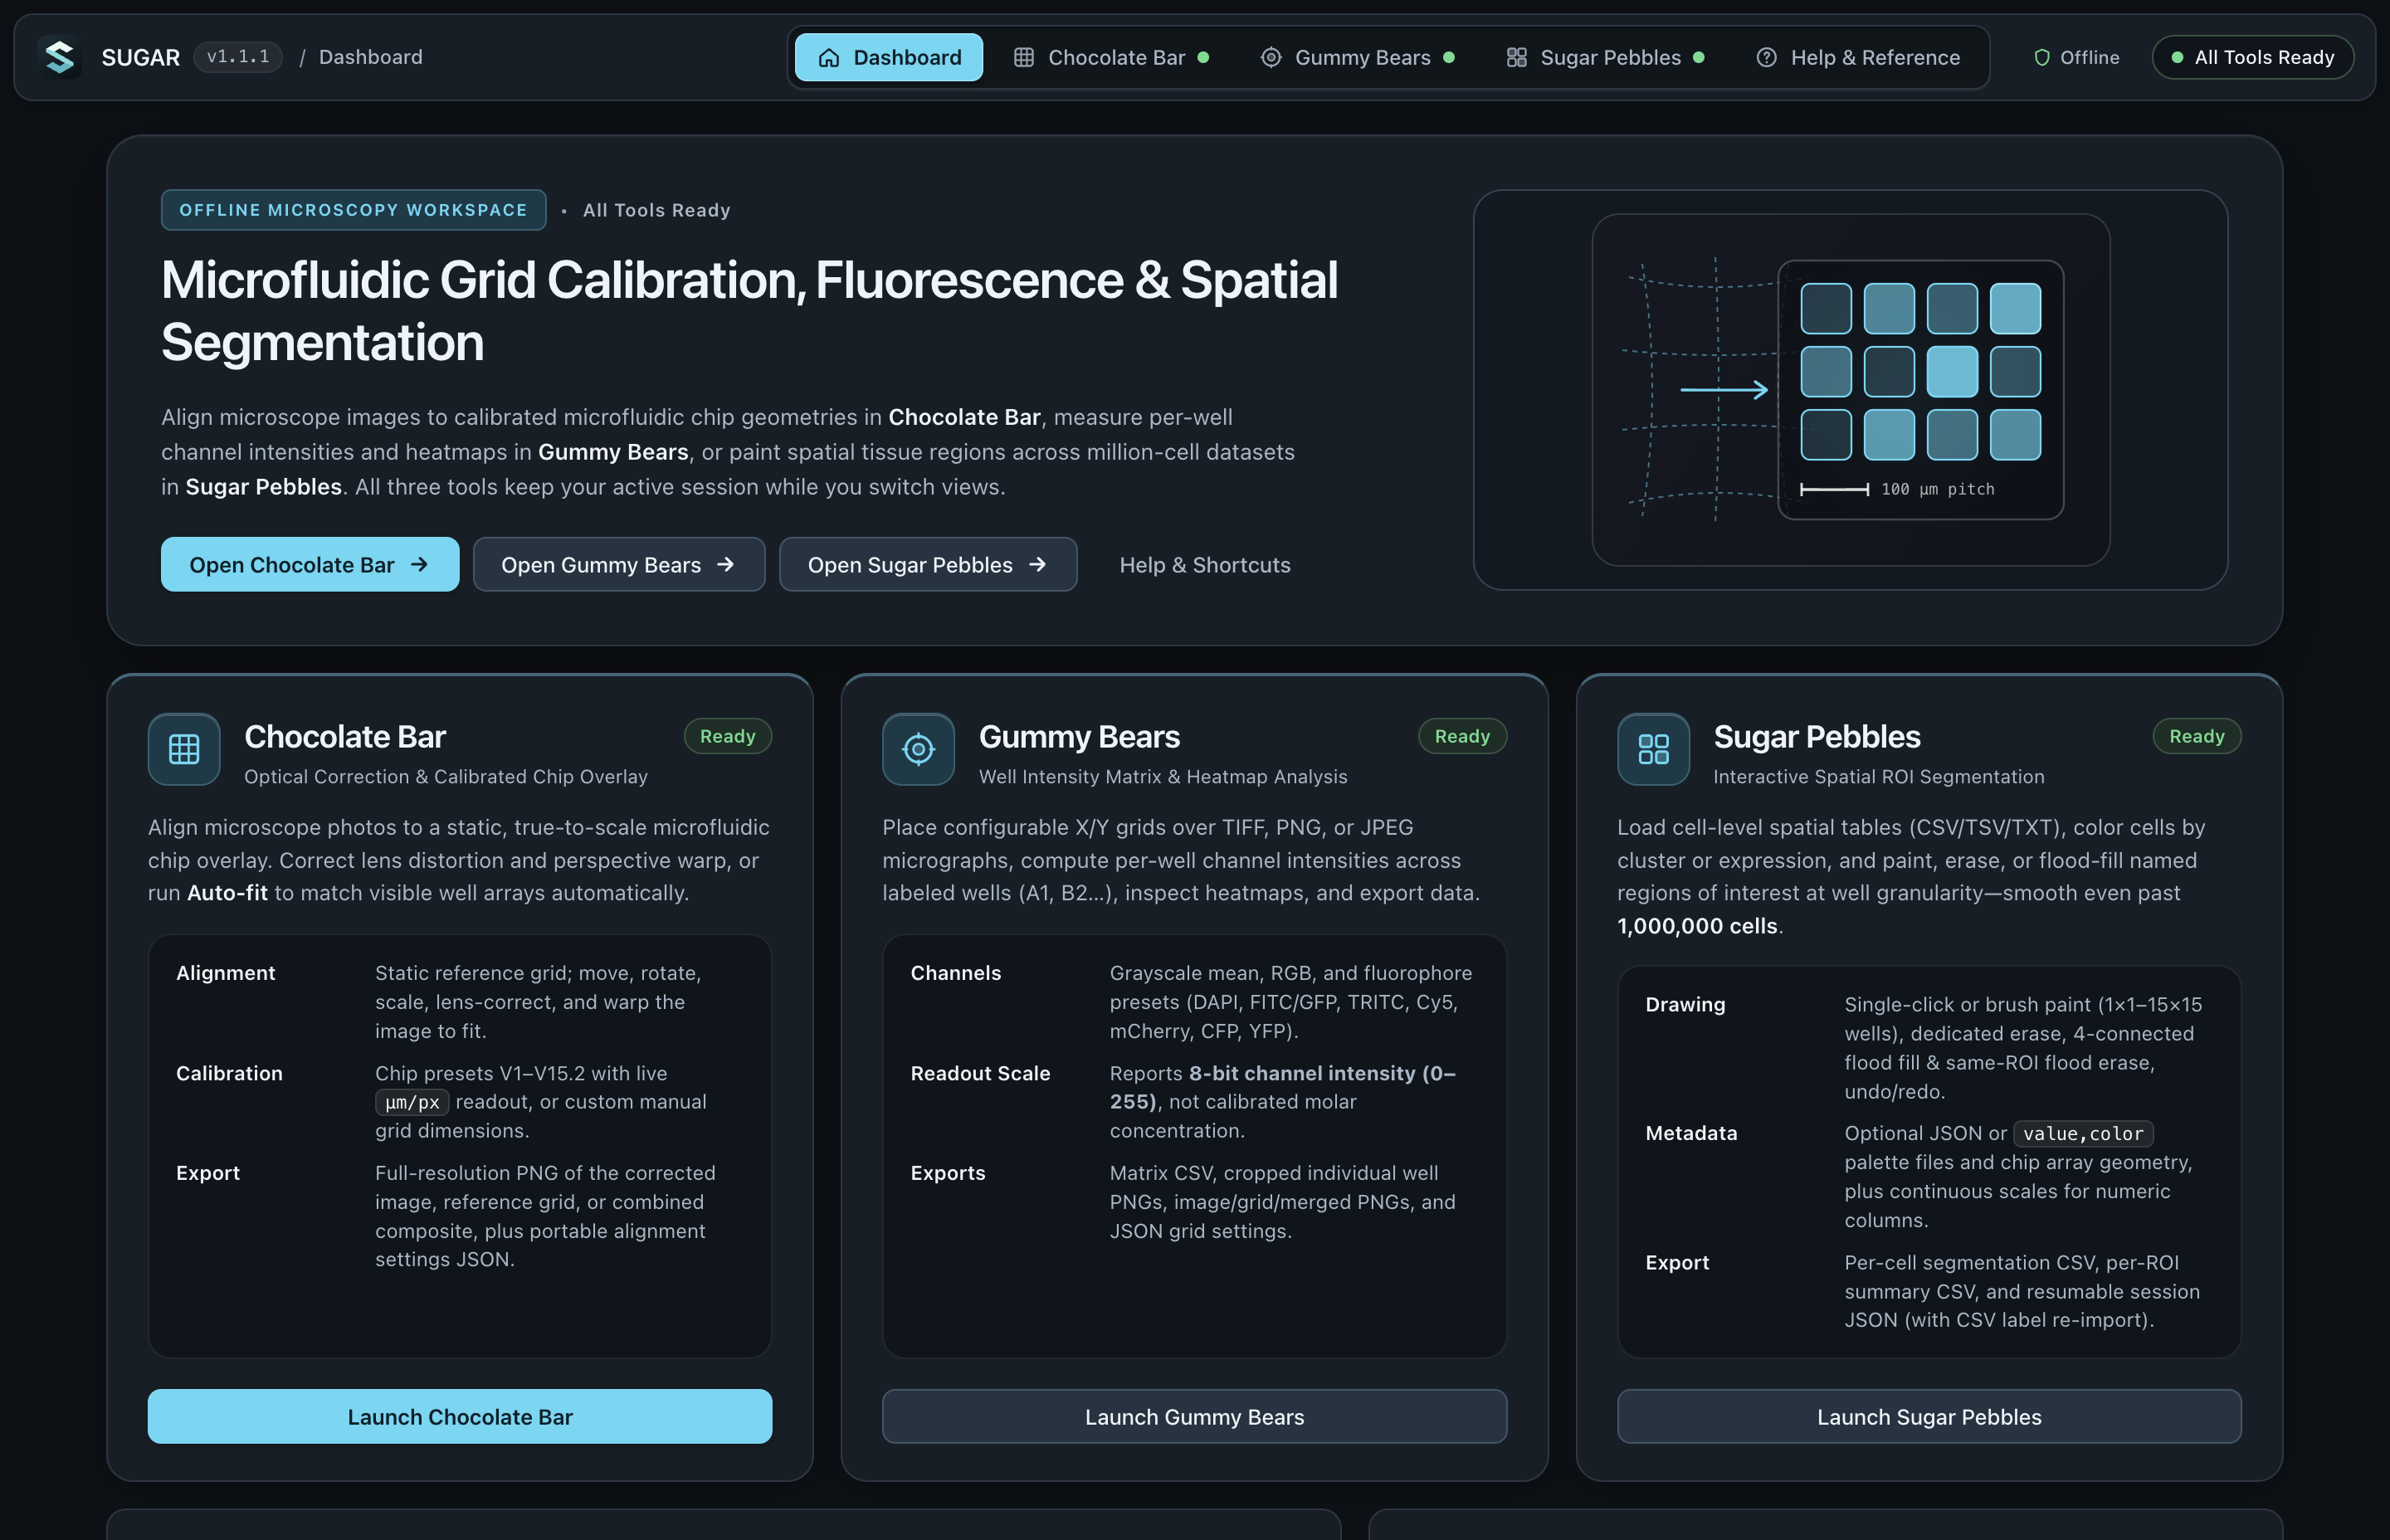 SUGAR v1.1.1 / Dashboard
Dashboard Chocolate Bar Gummy Bears Sugar Pebbles Help & Reference
Offline All Tools Ready
OFFLINE MICROSCOPY WORKSPACE • All Tools Ready
Microfluidic Grid Calibration, Fluorescence & Spatial
Segmentation
Align microscope images to calibrated microfluidic chip geometries in Chocolate Bar, measure per-well
channel intensities and heatmaps in Gummy Bears, or paint spatial tissue regions across million-cell datasets
in Sugar Pebbles. All three tools keep your active session while you switch views.
Open Chocolate Bar → Open Gummy Bears → Open Sugar Pebbles → Help & Shortcuts
100 µm pitch
Chocolate Bar
Ready
Optical Correction & Calibrated Chip Overlay
Align microscope photos to a static, true-to-scale microfluidic
chip overlay. Correct lens distortion and perspective warp, or
run Auto-fit to match visible well arrays automatically.
Alignment
Static reference grid; move, rotate,
scale, lens-correct, and warp the
image to fit.
Calibration
Chip presets V1–V15.2 with live
µm/px readout, or custom manual
grid dimensions.
Export
Full-resolution PNG of the corrected
image, reference grid, or combined
composite, plus portable alignment
settings JSON.
Launch Chocolate Bar
Gummy Bears
Ready
Well Intensity Matrix & Heatmap Analysis
Place configurable X/Y grids over TIFF, PNG, or JPEG
micrographs, compute per-well channel intensities across
labeled wells (A1, B2...), inspect heatmaps, and export data.
Channels
Grayscale mean, RGB, and fluorophore
presets (DAPI, FITC/GFP, TRITC, Cy5,
mCherry, CFP, YFP).
Readout Scale
Reports 8-bit channel intensity (0–
255), not calibrated molar
concentration.
Exports
Matrix CSV, cropped individual well
PNGs, image/grid/merged PNGs, and
JSON grid settings.
Launch Gummy Bears
Sugar Pebbles
Ready
Interactive Spatial ROI Segmentation
Load cell-level spatial tables (CSV/TSV/TXT), color cells by
cluster or expression, and paint, erase, or flood-fill named
regions of interest at well granularity—smooth even past
1,000,000 cells.
Drawing
Single-click or brush paint (1×1–15×15
wells), dedicated erase, 4-connected
flood fill & same-ROI flood erase,
undo/redo.
Metadata
Optional JSON or value,color
palette files and chip array geometry,
plus continuous scales for numeric
columns.
Export
Per-cell segmentation CSV, per-ROI
summary CSV, and resumable session
JSON (with CSV label re-import).
Launch Sugar Pebbles